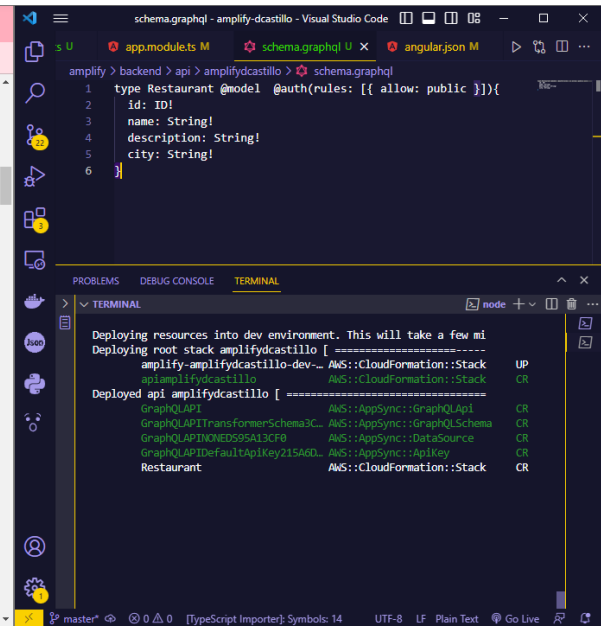 schema.graphql - amplify-dcastillo - Visual Studio Code
:s U app.module.ts M schema.graphql U angular.json M
amplify > backend > api > amplifydcastillo > schema.graphql
1 type Restaurant @model  @auth(rules: [{ allow: public }]){
2 id: ID!
3 name: String!
4 description: String!
5 city: String!
6 }
PROBLEMS DEBUG CONSOLE TERMINAL
TERMINAL node
Deploying resources into dev environment. This will take a few mi
Deploying root stack amplifydcastillo [ ====================-----
amplify-amplifydcastillo-dev-… AWS::CloudFormation::Stack UP
apiamplifydcastillo AWS::CloudFormation::Stack CR
Deployed api amplifydcastillo [ =================================
GraphQLAPI AWS::AppSync::GraphQLApi CR
GraphQLAPITransformerSchema3C… AWS::AppSync::GraphQLSchema CR
GraphQLAPINONEDS95A13CF0 AWS::AppSync::DataSource CR
GraphQLAPIDefaultApiKey215A6D… AWS::AppSync::ApiKey CR
Restaurant AWS::CloudFormation::Stack CR
22
3
Json
1
master* 0 0 [TypeScript Importer]: Symbols: 14 UTF-8 LF Plain Text Go Live